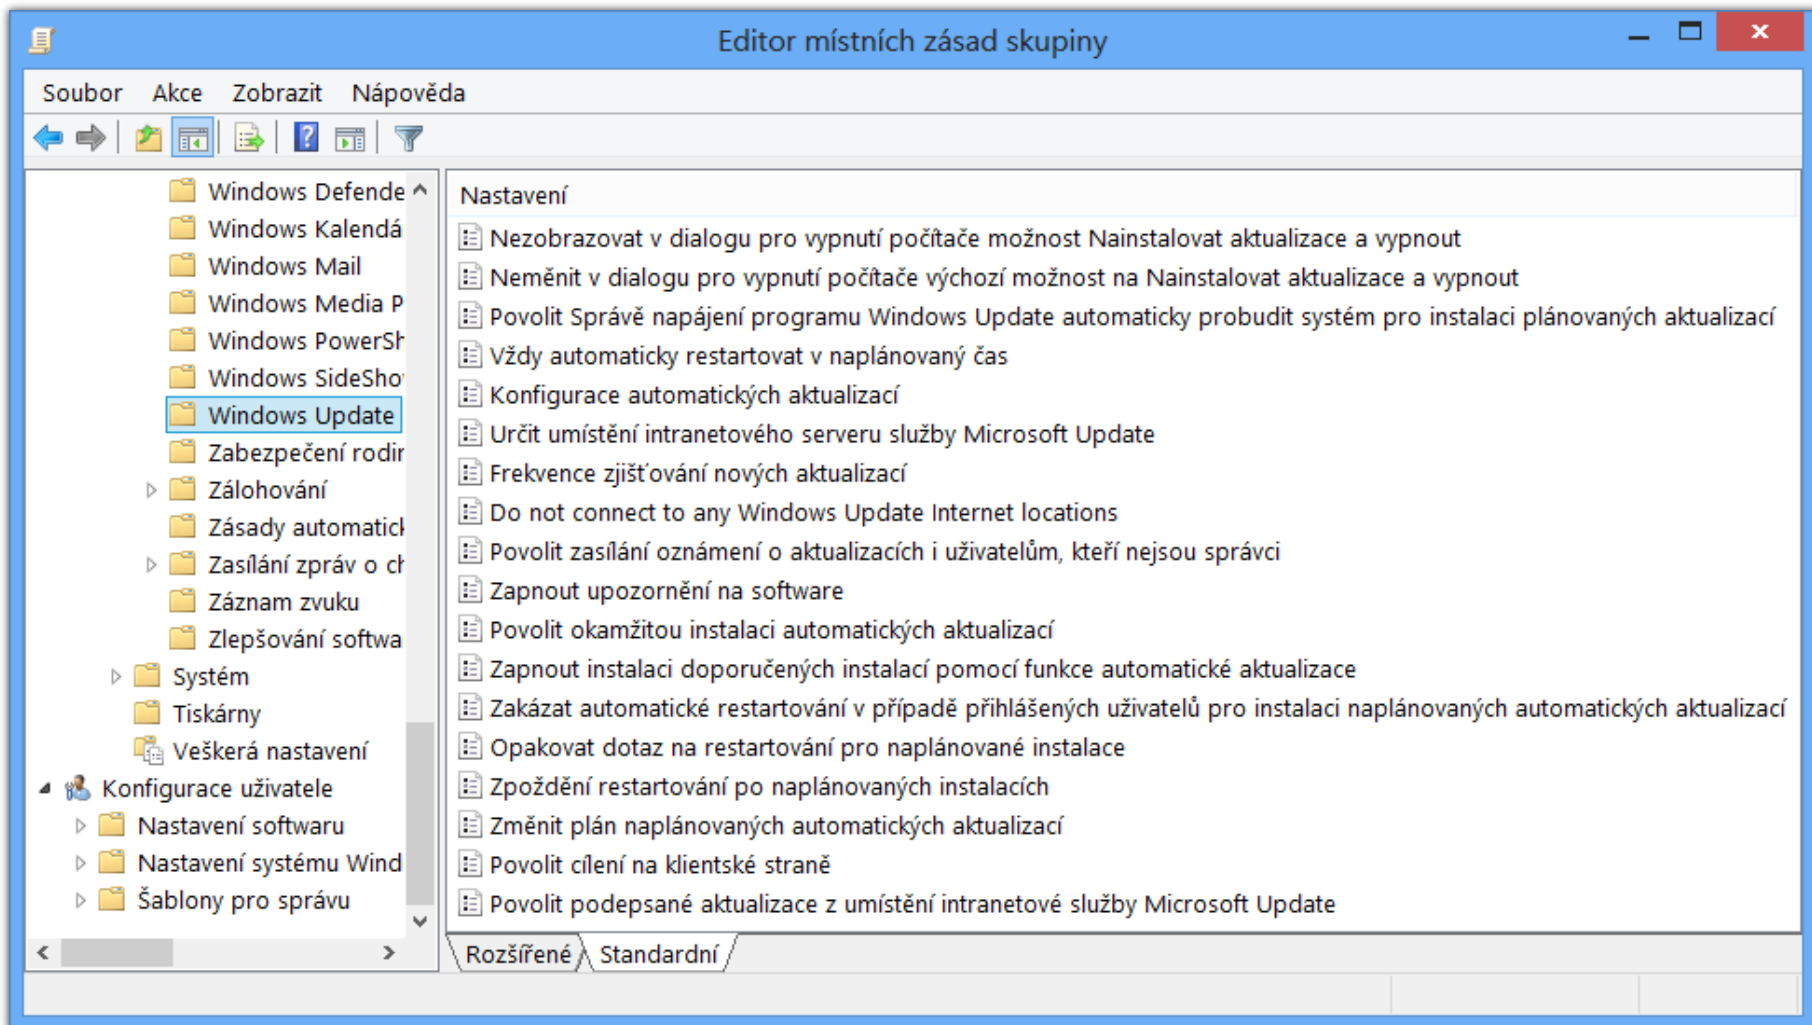 Editor místních zásad skupiny
Soubor Akce Zobrazit Nápověda
Windows Defende
Windows Kalendá
Windows Mail
Windows Media P
Windows PowerSh
Windows SideSho
Windows Update
Zabezpečení rodin
Zálohování
Zásady automatick
Zasílání zpráv o ch
Záznam zvuku
Zlepšování softwa
Systém
Tiskárny
Veškerá nastavení
Konfigurace uživatele
Nastavení softwaru
Nastavení systému Wind
Šablony pro správu
Nastavení
Nezobrazovat v dialogu pro vypnutí počítače možnost Nainstalovat aktualizace a vypnout
Neměnit v dialogu pro vypnutí počítače výchozí možnost na Nainstalovat aktualizace a vypnout
Povolit Správě napájení programu Windows Update automaticky probudit systém pro instalaci plánovaných aktualizací
Vždy automaticky restartovat v naplánovaný čas
Konfigurace automatických aktualizací
Určit umístění intranetového serveru služby Microsoft Update
Frekvence zjišťování nových aktualizací
Do not connect to any Windows Update Internet locations
Povolit zasílání oznámení o aktualizacích i uživatelům, kteří nejsou správci
Zapnout upozornění na software
Povolit okamžitou instalaci automatických aktualizací
Zapnout instalaci doporučených instalací pomocí funkce automatické aktualizace
Zakázat automatické restartování v případě přihlášených uživatelů pro instalaci naplánovaných automatických aktualizací
Opakovat dotaz na restartování pro naplánované instalace
Zpoždění restartování po naplánovaných instalacích
Změnit plán naplánovaných automatických aktualizací
Povolit cílení na klientské straně
Povolit podepsané aktualizace z umístění intranetové služby Microsoft Update
Rozšířené Standardní